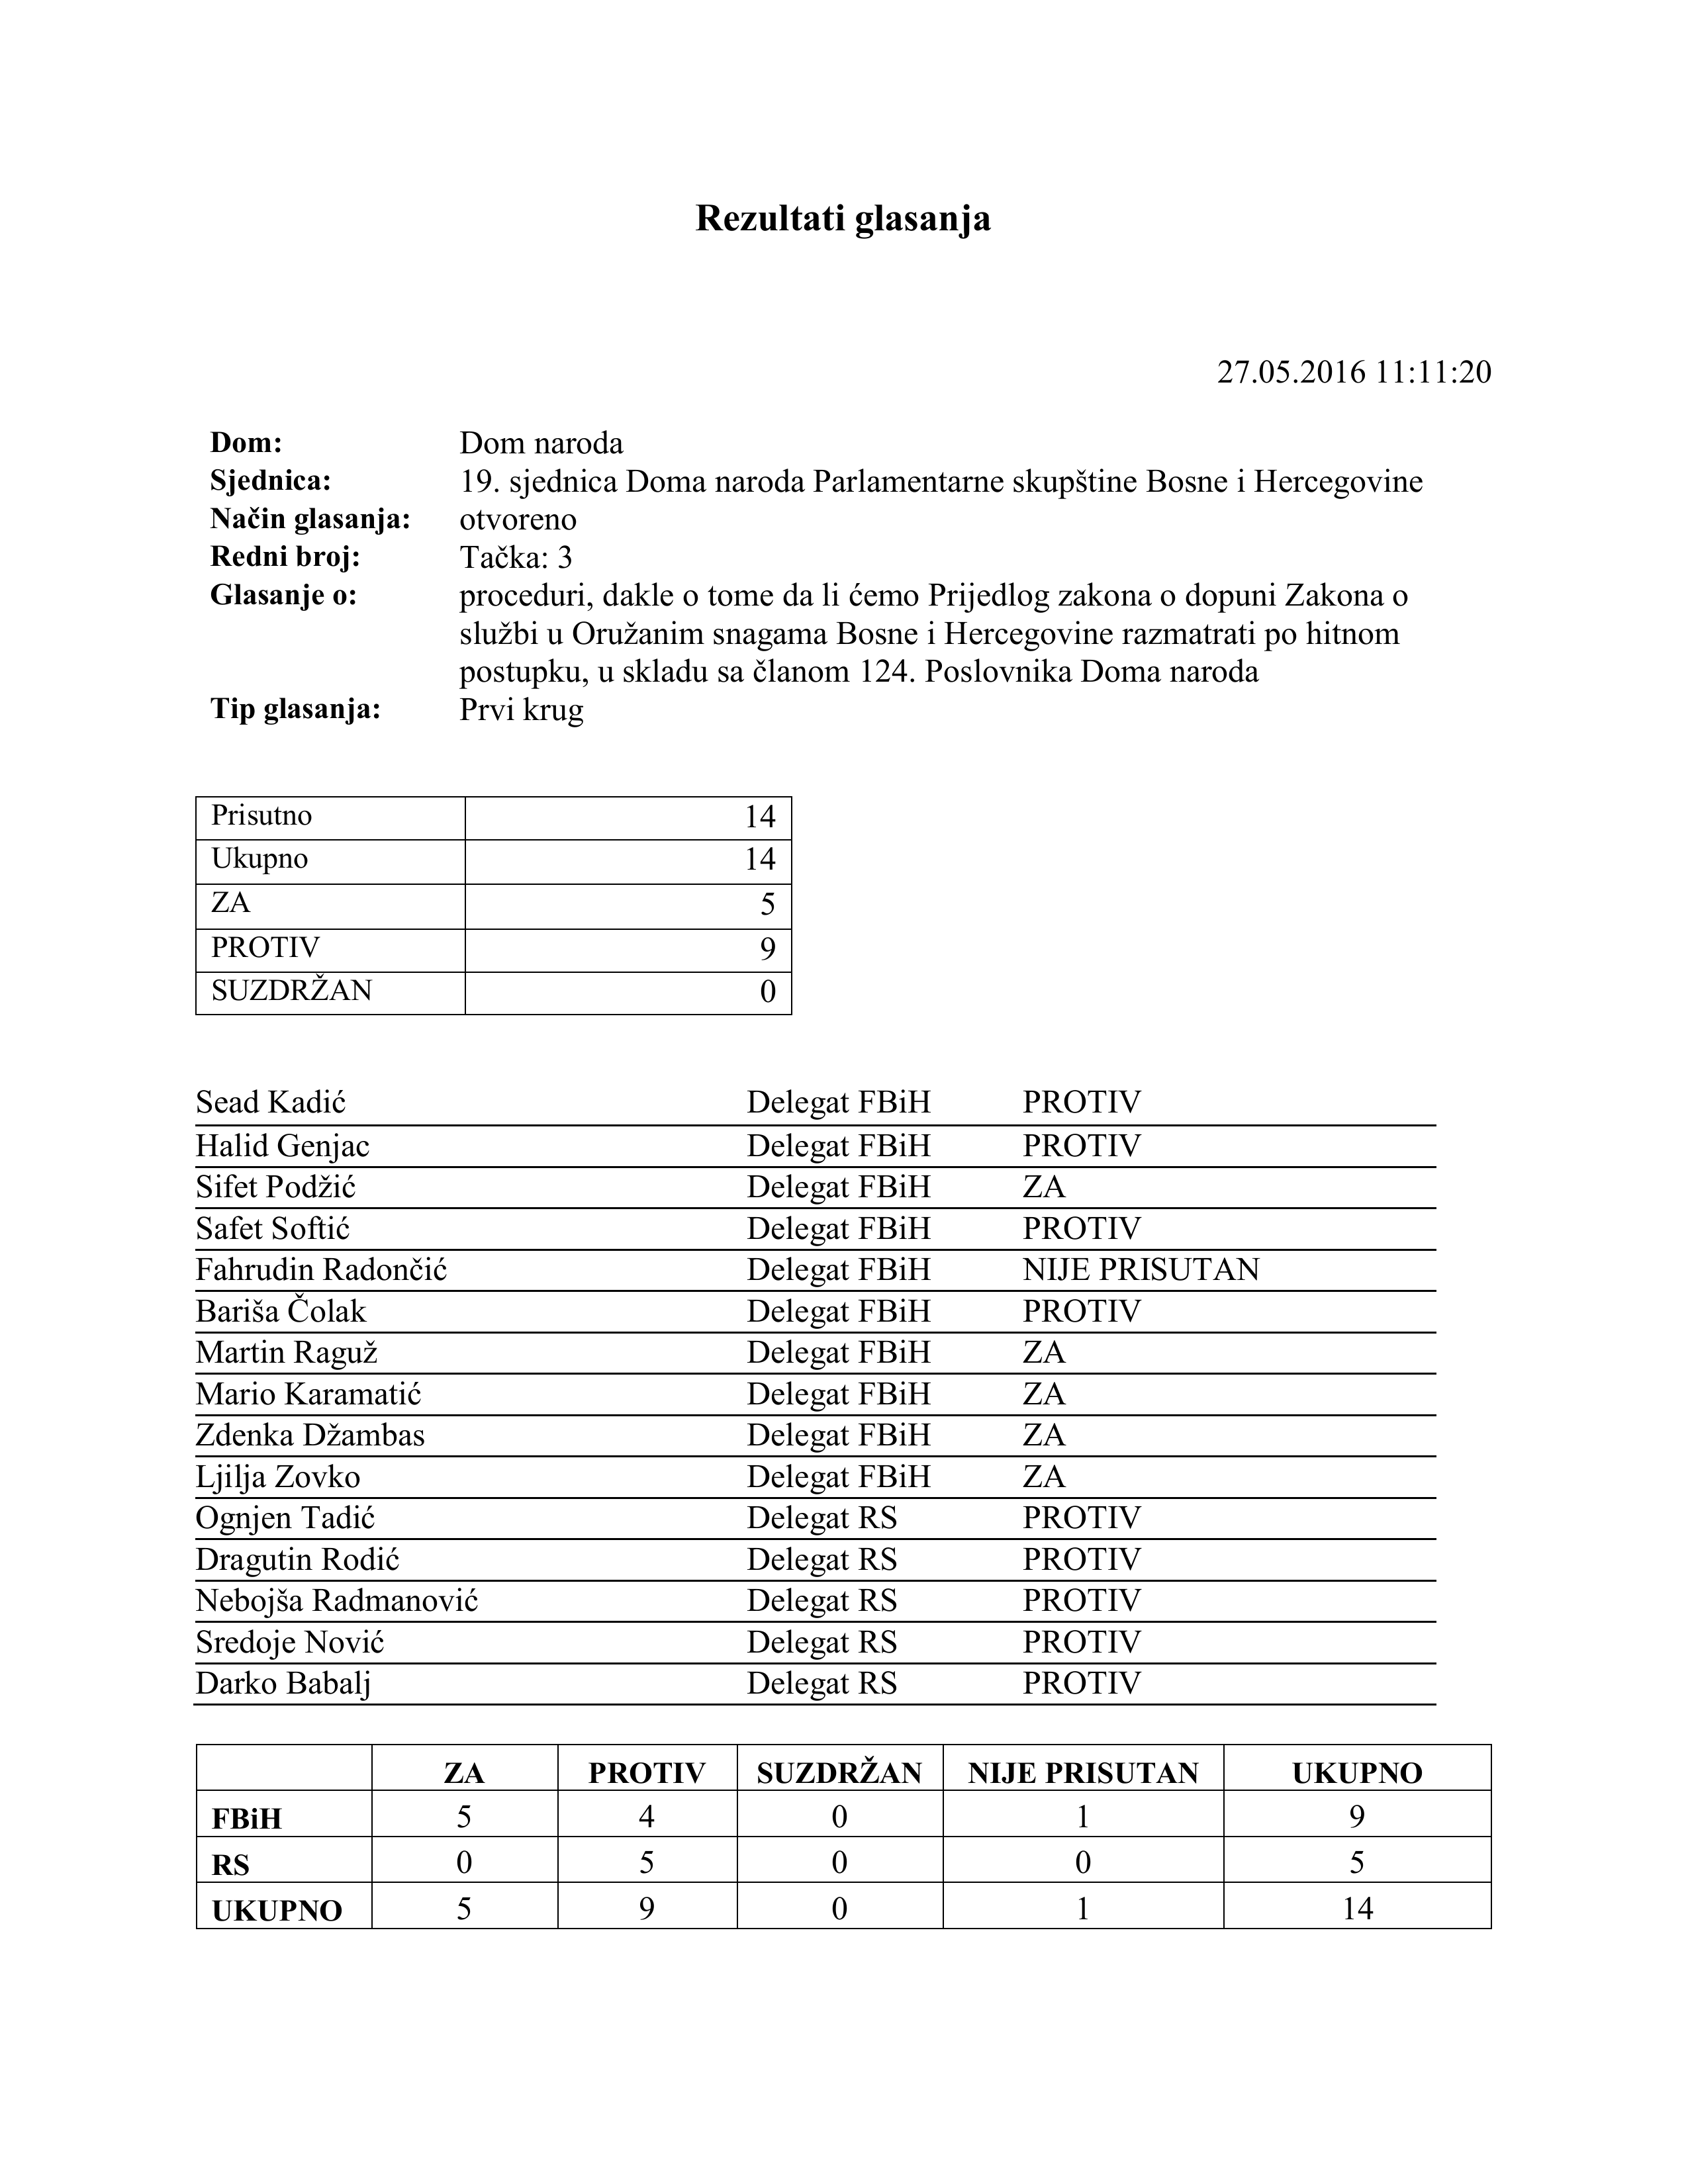 Rezultati glasanja
27.05.2016 11:11:20
Dom: Dom naroda
Sjednica: 19. sjednica Doma naroda Parlamentarne skupštine Bosne i Hercegovine
Način glasanja: otvoreno
Redni broj: Tačka: 3
Glasanje o: proceduri, dakle o tome da li ćemo Prijedlog zakona o dopuni Zakona o
službi u Oružanim snagama Bosne i Hercegovine razmatrati po hitnom
postupku, u skladu sa članom 124. Poslovnika Doma naroda
Tip glasanja: Prvi krug
Prisutno 14
Ukupno 14
ZA 5
PROTIV 9
SUZDRŽAN 0
Sead Kadić Delegat FBiH PROTIV
Halid Genjac Delegat FBiH PROTIV
Sifet Podžić Delegat FBiH ZA
Safet Softić Delegat FBiH PROTIV
Fahrudin Radončić Delegat FBiH NIJE PRISUTAN
Bariša Čolak Delegat FBiH PROTIV
Martin Raguž Delegat FBiH ZA
Mario Karamatić Delegat FBiH ZA
Zdenka Džambas Delegat FBiH ZA
Ljilja Zovko Delegat FBiH ZA
Ognjen Tadić Delegat RS PROTIV
Dragutin Rodić Delegat RS PROTIV
Nebojša Radmanović Delegat RS PROTIV
Sredoje Nović Delegat RS PROTIV
Darko Babalj Delegat RS PROTIV
ZA PROTIV SUZDRŽAN NIJE PRISUTAN UKUPNO
FBiH 5 4 0 1 9
RS 0 5 0 0 5
UKUPNO 5 9 0 1 14